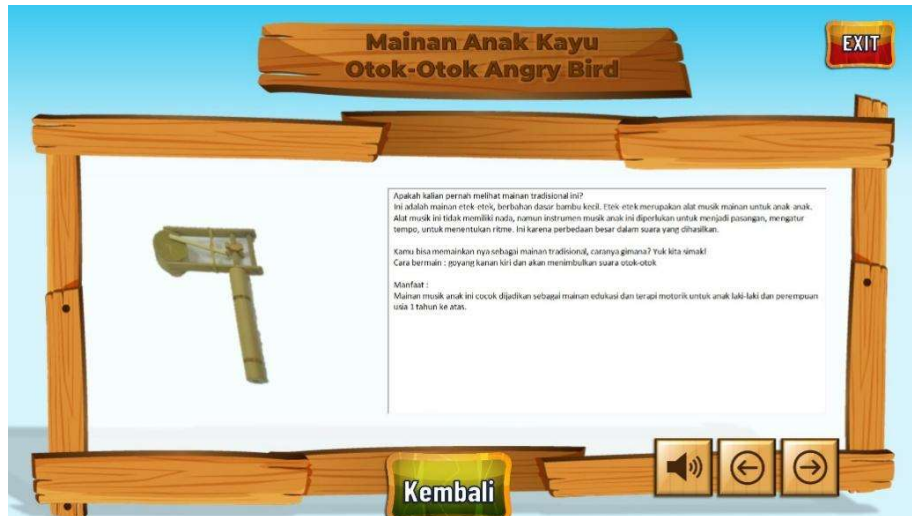 Mainan Anak Kayu
Otok-Otok Angry Bird
EXIT
Apakah kalian pernah melihat mainan tradisional ini?
Ini adalah mainan etek-etek, berbahan dasar bambu kecil. Etek-etek merupakan alat musik mainan untuk anak-anak.
Alat musik ini tidak memiliki nada, namun instrumen musik anak ini diperlukan untuk menjadi pasangan, mengatur
tempo, untuk menentukan ritme. Ini karena perbedaan besar dalam suara yang dihasilkan.
Kamu bisa memainkan nya sebagai mainan tradisional, caranya gimana? Yuk kita simak!
Cara bermain : goyang kanan kiri dan akan menimbulkan suara otok-otok
Manfaat :
Mainan musik anak ini cocok dijadikan sebagai mainan edukasi dan terapi motorik untuk anak laki-laki dan perempuan
usia 1 tahun ke atas.
Kembali